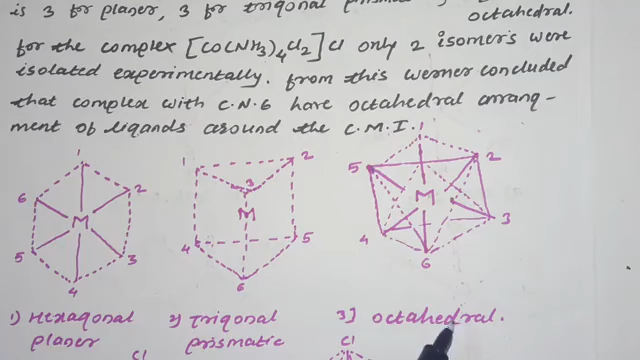 is 3 for planer, 3 for trigonal prismatic
octahedral.
for the complex [CO(NH3)4Cl2]Cl only 2 isomers were
isolated experimentally. from this werner concluded
that complex with C.N.6 have octahedral arrang-
ment of ligands around the C.M.I.
1 2 3 4 5 6 M
1 2 3 4 5 6 M
1 2 3 4 5 6 M
1) Hexagonal planer
2) Trigonal prismatic
3] octahedral.
Cl
Cl